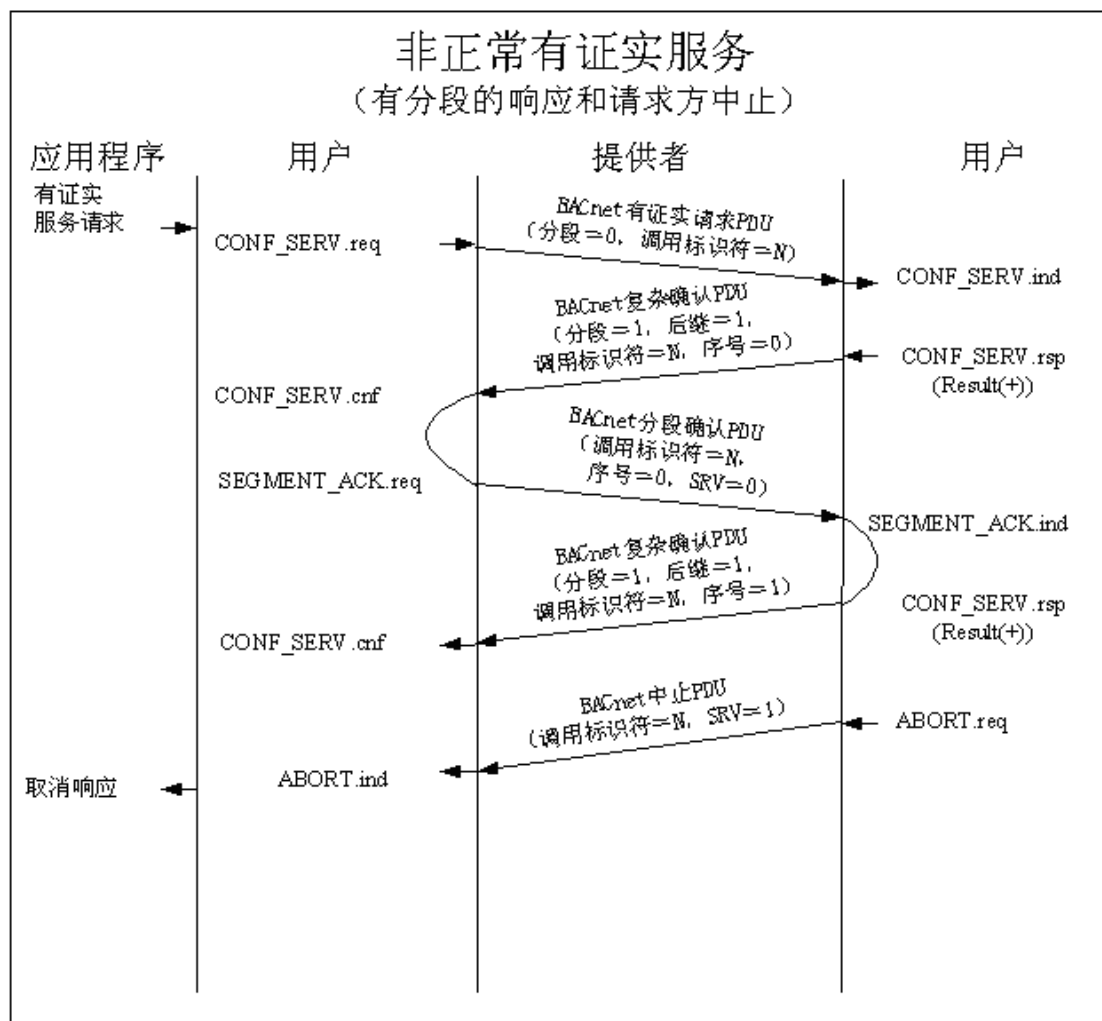 非正常有证实服务
（有分段的响应和请求方中止）
应用程序
用户
提供者
用户
有证实
服务请求
BACnet有证实请求PDU
（分段＝0，调用标识符＝N）
CONF_SERV.req
CONF_SERV.ind
BACnet复杂确认PDU
（分段＝1，后继＝1，
调用标识符＝N，序号＝0）
CONF_SERV.rsp
(Result(+))
CONF_SERV.cnf
BACnet分段确认PDU
（调用标识符＝N，
序号＝0，SRV＝0）
SEGMENT_ACK.req
SEGMENT_ACK.ind
BACnet复杂确认PDU
（分段＝1，后继＝1，
调用标识符＝N，序号＝1）
CONF_SERV.rsp
(Result(+))
CONF_SERV.cnf
BACnet中止PDU
（调用标识符＝N，SRV＝1）
ABORT.req
ABORT.ind
取消响应